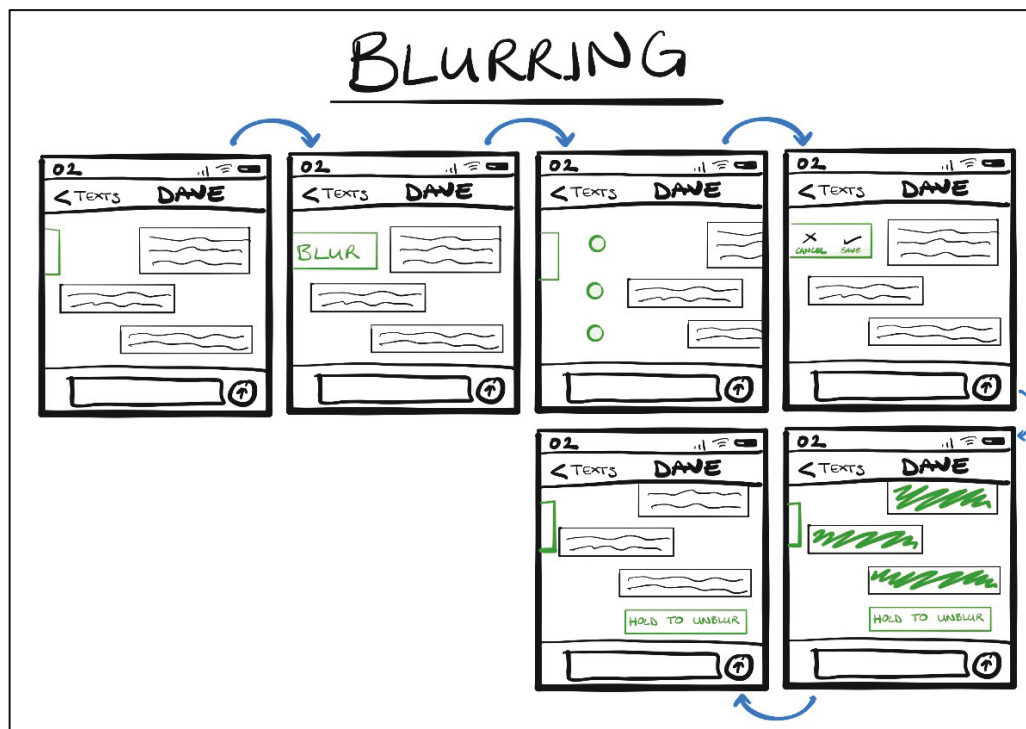 BLURRING
02
< TEXTS DANE
02
< TEXTS DANE
BLUR
02
< TEXTS DANE
02
< TEXTS DANE
CANCEL SAVE
02
< TEXTS DANE
HOLD TO UNBLUR
02
< TEXTS DANE
HOLD TO UNBLUR